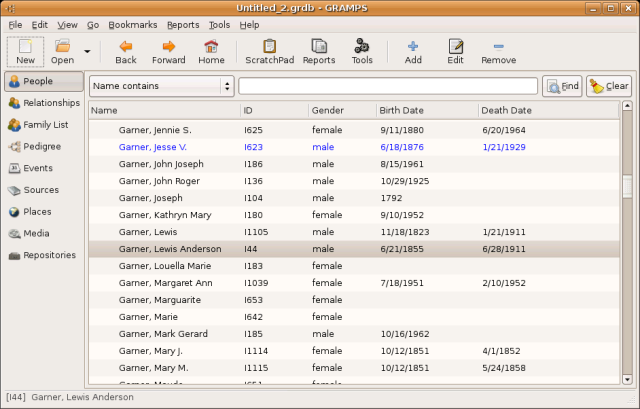 Untitled_2.grdb - GRAMPS
File Edit View Go Bookmarks Reports Tools Help
New Open Back Forward Home ScratchPad Reports Tools Add Edit Remove
People
Relationships
Family List
Pedigree
Events
Sources
Places
Media
Repositories
Name contains Find Clear
Name ID Gender Birth Date Death Date
Garner, Jennie S. I625 female 9/11/1880 6/20/1964
Garner, Jesse V. I623 male 6/18/1876 1/21/1929
Garner, John Joseph I186 male 8/15/1961
Garner, John Roger I136 male 10/29/1925
Garner, Joseph I104 male 1792
Garner, Kathryn Mary I180 female 9/10/1952
Garner, Lewis I1105 male 11/18/1823 1/21/1911
Garner, Lewis Anderson I44 male 6/21/1855 6/28/1911
Garner, Louella Marie I183 female
Garner, Margaret Ann I1039 female 7/18/1951 2/10/1952
Garner, Marguarite I653 female
Garner, Marie I642 female
Garner, Mark Gerard I185 male 10/16/1962
Garner, Mary J. I1114 female 10/12/1851 4/1/1852
Garner, Mary M. I1115 female 10/12/1851 5/24/1858
Garner, Maude I651 female
[I44] Garner, Lewis Anderson